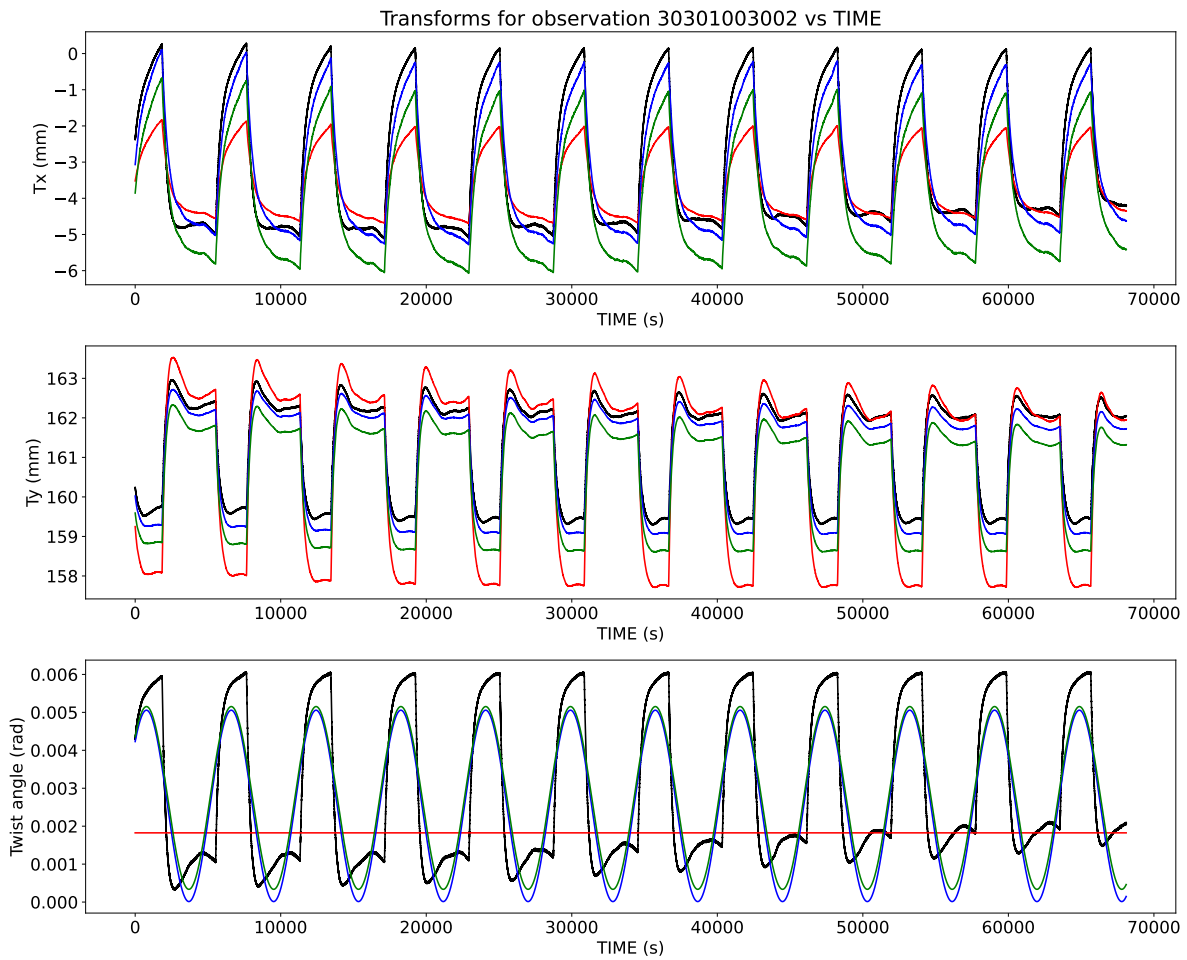 Transforms for observation 30301003002 vs TIME
Tx (mm)
0
−1
−2
−3
−4
−5
−6
0 10000 20000 30000 40000 50000 60000 70000
TIME (s)
Ty (mm)
163
162
161
160
159
158
0 10000 20000 30000 40000 50000 60000 70000
TIME (s)
Twist angle (rad)
0.006
0.005
0.004
0.003
0.002
0.001
0.000
0 10000 20000 30000 40000 50000 60000 70000
TIME (s)